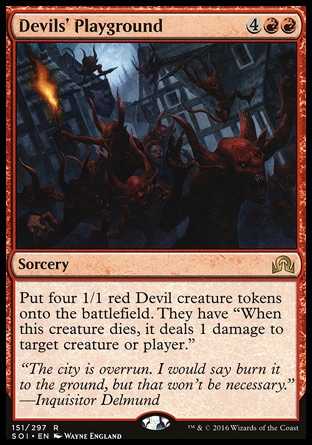 Devils' Playground 4
Sorcery
Put four 1/1 red Devil creature tokens
onto the battlefield. They have “When
this creature dies, it deals 1 damage to
target creature or player.”
“The city is overrun. I would say burn it
to the ground, but that won't be necessary.”
—Inquisitor Delmund
151/297 R
SOI • EN Wayne England
™ & © 2016 Wizards of the Coast